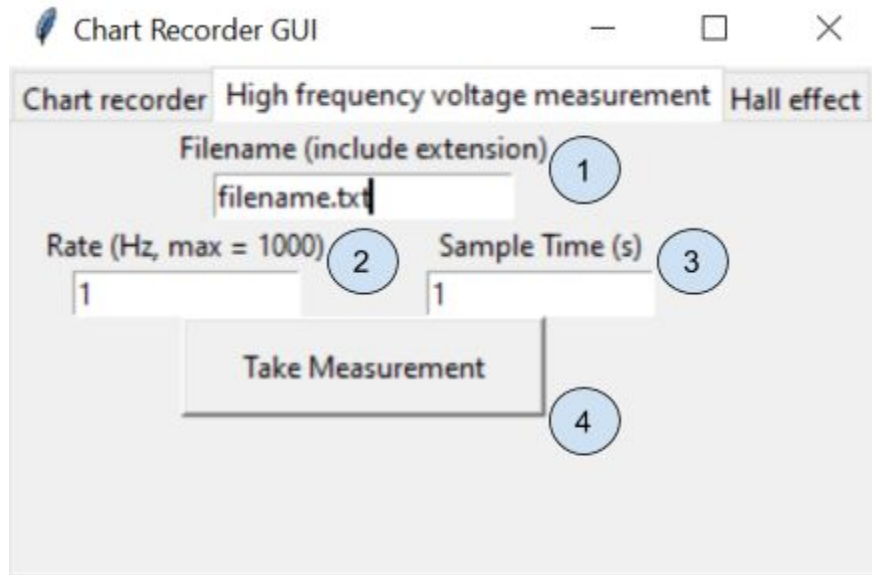 Chart Recorder GUI
Chart recorder High frequency voltage measurement Hall effect
Filename (include extension)
1
filename.txt
Rate (Hz, max = 1000)
2
Sample Time (s)
3
1
1
Take Measurement
4